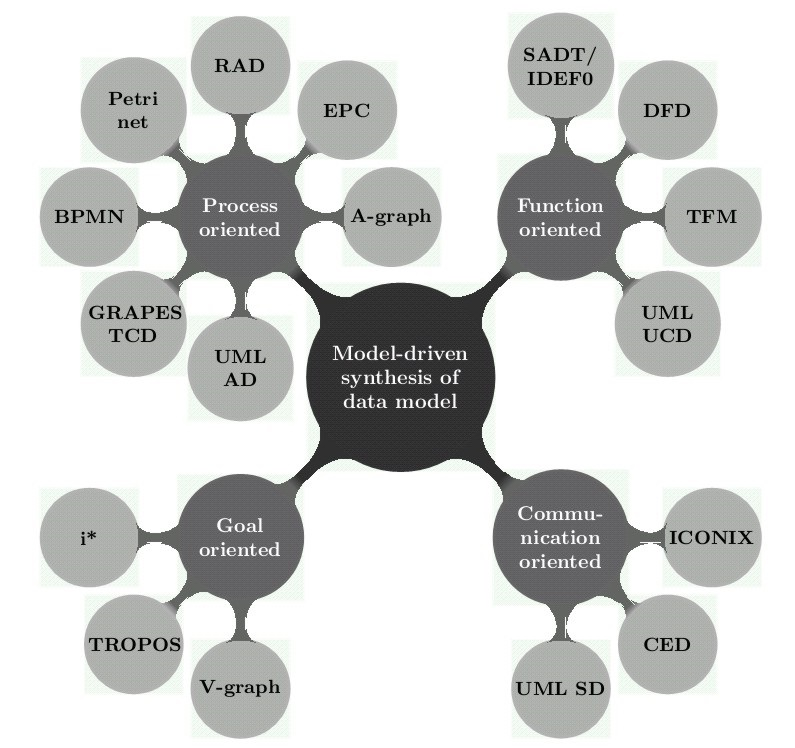 RAD
Petri
net
EPC
BPMN
Process
oriented
A-graph
GRAPES
TCD
UML
AD
SADT/
IDEF0
DFD
Function
oriented
TFM
UML
UCD
Model-driven
synthesis of
data model
i*
Goal
oriented
TROPOS
V-graph
Commu-
nication
oriented
ICONIX
CED
UML SD